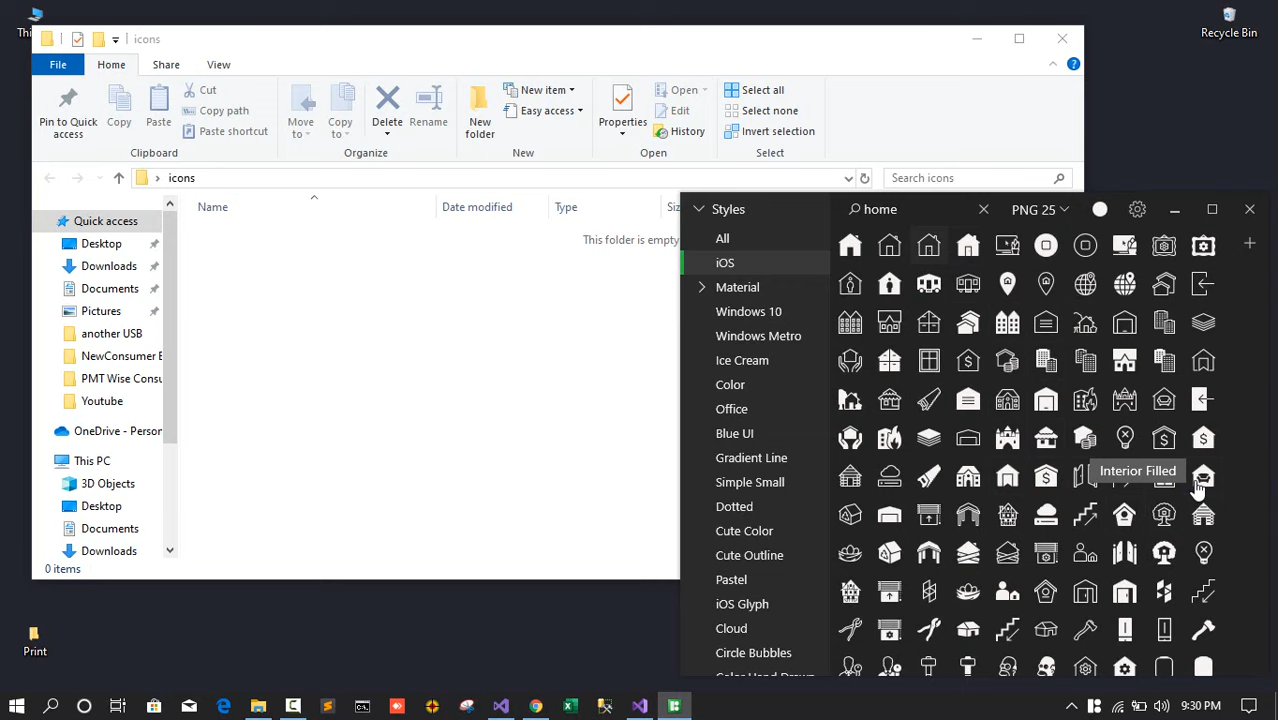 Recycle Bin
icons
File
Home
Share
View
Pin to Quick access
Copy
Paste
Cut
Copy path
Paste shortcut
Clipboard
Move to
Copy to
Delete
Rename
Organize
New folder
New item
Easy access
New
Properties
Open
Edit
History
Open
Select all
Select none
Invert selection
Select
icons
Search icons
Name
Date modified
Type
This folder is empty
Quick access
Desktop
Downloads
Documents
Pictures
another USB
NewConsumer E
PMT Wise Consu
Youtube
OneDrive - Person
This PC
3D Objects
Desktop
Documents
Downloads
0 items
Styles
home
PNG 25
All
iOS
Material
Windows 10
Windows Metro
Ice Cream
Color
Office
Blue UI
Gradient Line
Simple Small
Dotted
Cute Color
Cute Outline
Pastel
iOS Glyph
Cloud
Circle Bubbles
Interior Filled
Print
9:30 PM